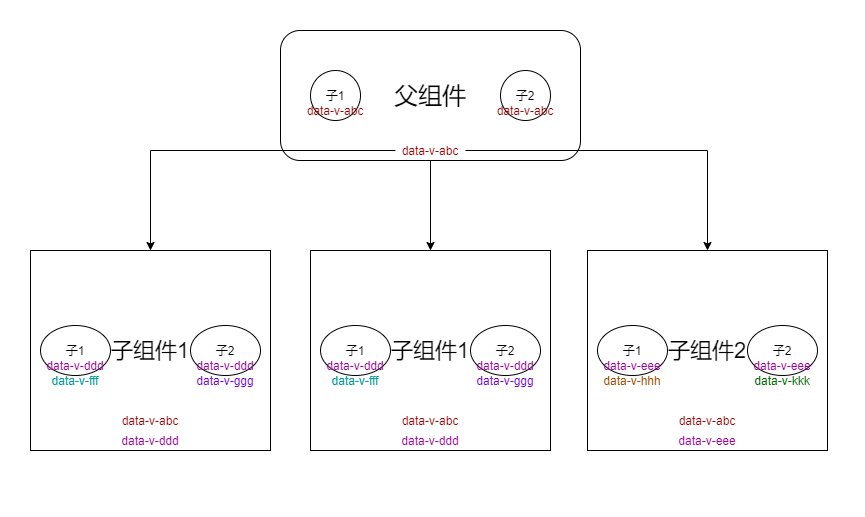 子1
父组件
子2
data-v-abc
data-v-abc
data-v-abc
子1
子组件1
子2
data-v-ddd
data-v-ddd
data-v-fff
data-v-ggg
data-v-abc
data-v-ddd
子1
子组件1
子2
data-v-ddd
data-v-ddd
data-v-fff
data-v-ggg
data-v-abc
data-v-ddd
子1
子组件2
子2
data-v-eee
data-v-eee
data-v-hhh
data-v-kkk
data-v-abc
data-v-eee